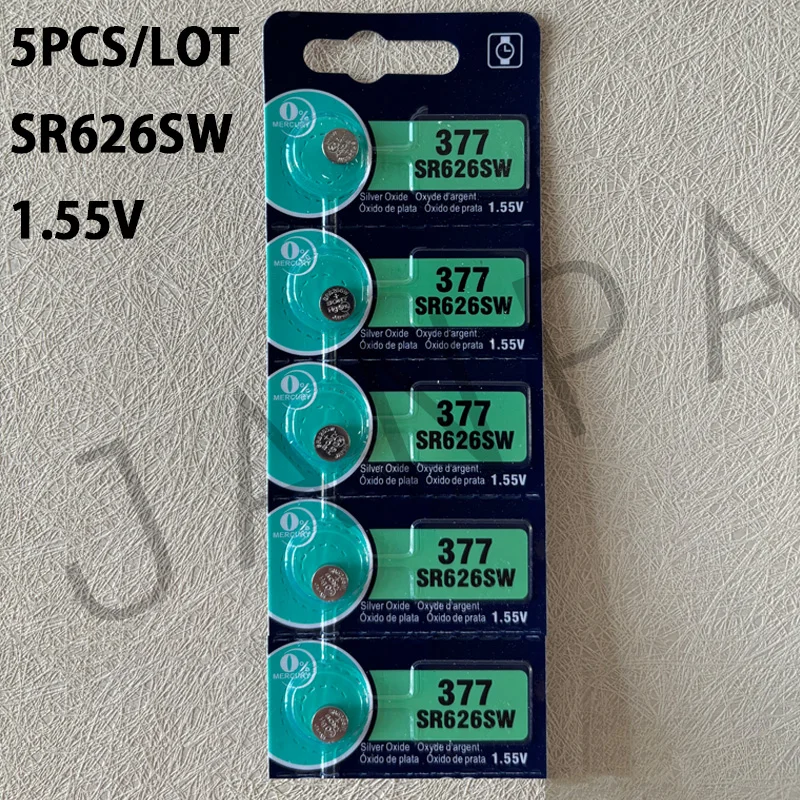 5PCS/LOT
SR626SW
1.55V
0%
MERCURY
377
SR626SW
Silver Oxide Oxyde d'argent
Óxido de plata Óxido de prata 1.55V
0%
MERCURY
377
SR626SW
Silver Oxide Oxyde d'argent
Óxido de plata Óxido de prata 1.55V
0%
MERCURY
377
SR626SW
Silver Oxide Oxyde d'argent
Óxido de plata Óxido de prata 1.55V
0%
MERCURY
377
SR626SW
Silver Oxide Oxyde d'argent
Óxido de plata Óxido de prata 1.55V
0%
MERCURY
377
SR626SW
Silver Oxide Oxyde d'argent
Óxido de plata Óxido de prata 1.55V